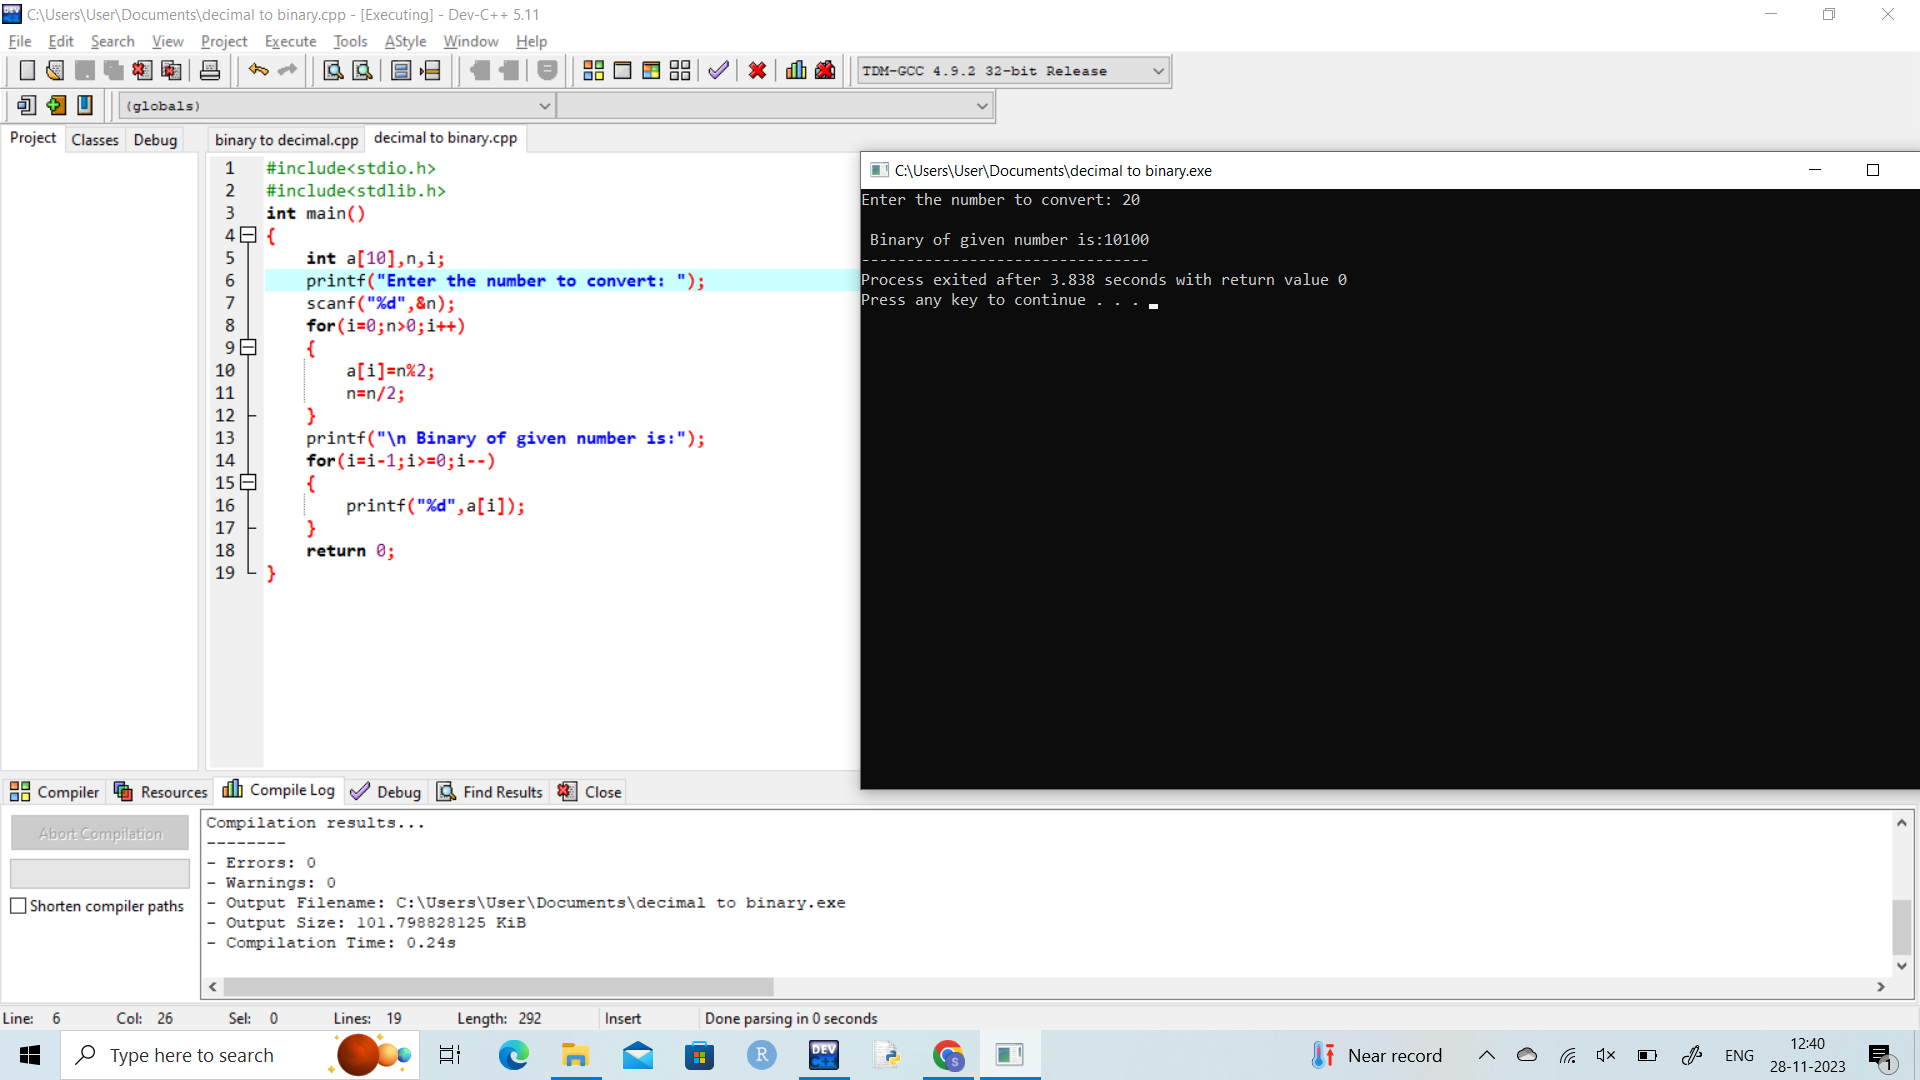 C:\Users\User\Documents\decimal to binary.cpp - [Executing] - Dev-C++ 5.11
File Edit Search View Project Execute Tools AStyle Window Help
TDM-GCC 4.9.2 32-bit Release
(globals)
Project Classes Debug
binary to decimal.cpp decimal to binary.cpp
1 #include<stdio.h>
2 #include<stdlib.h>
3 int main()
4 {
5 int a[10],n,i;
6 printf("Enter the number to convert: ");
7 scanf("%d",&n);
8 for(i=0;n>0;i++)
9 {
10 a[i]=n%2;
11 n=n/2;
12 }
13 printf("\n Binary of given number is:");
14 for(i=i-1;i>=0;i--)
15 {
16 printf("%d",a[i]);
17 }
18 return 0;
19 }
C:\Users\User\Documents\decimal to binary.exe
Enter the number to convert: 20
Binary of given number is:10100
--------------------------------
Process exited after 3.838 seconds with return value 0
Press any key to continue . . .
Compiler Resources Compile Log Debug Find Results Close
Abort Compilation
Shorten compiler paths
Compilation results...
--------
- Errors: 0
- Warnings: 0
- Output Filename: C:\Users\User\Documents\decimal to binary.exe
- Output Size: 101.798828125 KiB
- Compilation Time: 0.24s
Line: 6 Col: 26 Sel: 0 Lines: 19 Length: 292 Insert Done parsing in 0 seconds
Type here to search
R
DEV C++
S
Near record
ENG
12:40
28-11-2023
1